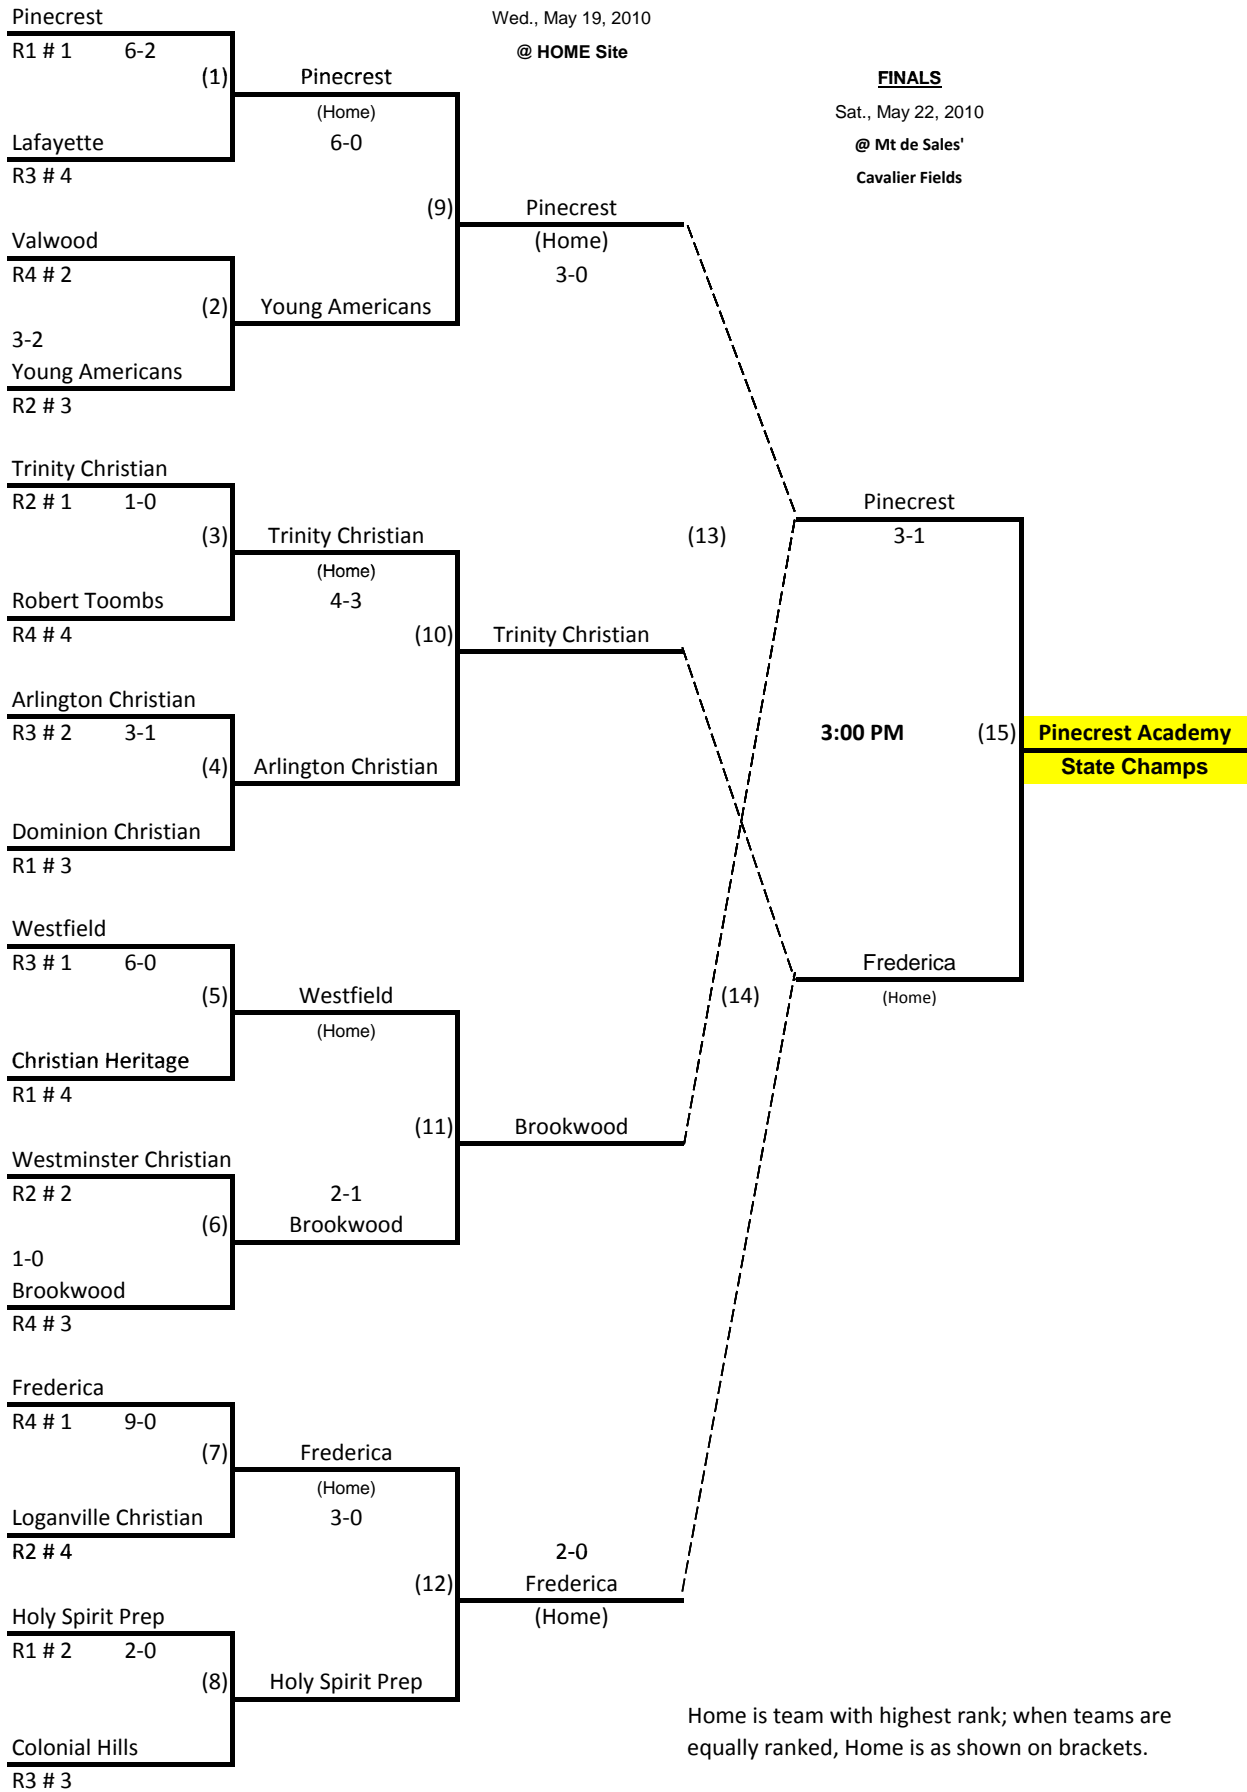 Pinecrest
Wed., May 19, 2010
R1 # 1 6-2
@ HOME Site
(1) Pinecrest
FINALS
(Home)
Sat., May 22, 2010
Lafayette
6-0
@ Mt de Sales'
R3 # 4
Cavalier Fields
(9) Pinecrest
Valwood
(Home)
R4 # 2
3-0
(2) Young Americans
3-2
Young Americans
R2 # 3
Trinity Christian
R2 # 1 1-0
Pinecrest
(3) Trinity Christian
(13)
3-1
(Home)
Robert Toombs
4-3
R4 # 4
(10) Trinity Christian
Arlington Christian
R3 # 2 3-1
3:00 PM
(15) Pinecrest Academy
(4) Arlington Christian
State Champs
Dominion Christian
R1 # 3
Westfield
R3 # 1 6-0
Frederica
(5) Westfield
(14)
(Home)
(Home)
Christian Heritage
R1 # 4
(11) Brookwood
Westminster Christian
R2 # 2
2-1
(6) Brookwood
1-0
Brookwood
R4 # 3
Frederica
R4 # 1 9-0
(7) Frederica
(Home)
Loganville Christian
3-0
R2 # 4
2-0
(12) Frederica
Holy Spirit Prep
(Home)
R1 # 2 2-0
(8) Holy Spirit Prep
Home is team with highest rank; when teams are
Colonial Hills
equally ranked, Home is as shown on brackets.
R3 # 3